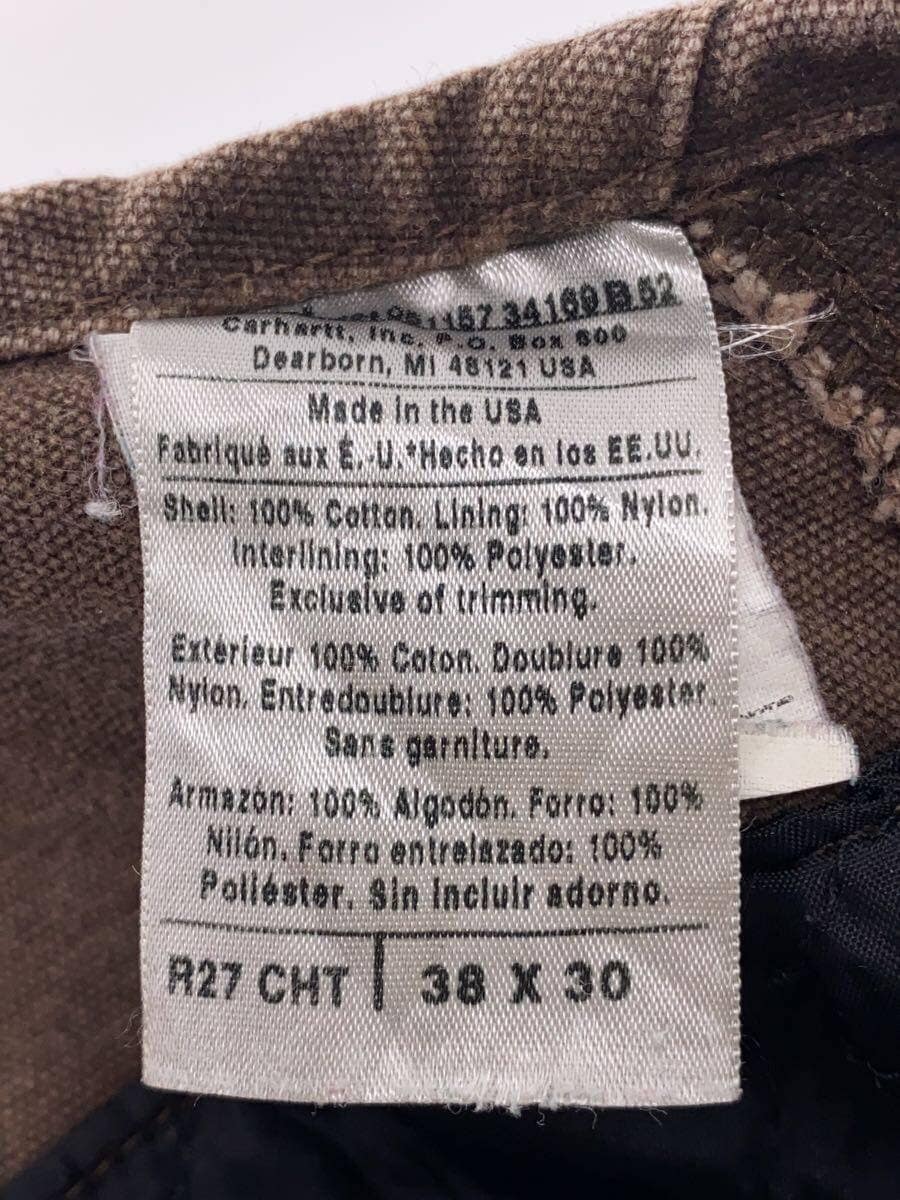 34169 B 52
Carhartt, Inc. P.O. Box 600
Dearborn, MI 48121 USA
Made in the USA
Fabriqué aux É.-U.*Hecho en los EE.UU.
Shell: 100% Cotton. Lining: 100% Nylon.
Interlining: 100% Polyester.
Exclusive of trimming.
Extérieur 100% Coton. Doublure 100%
Nylon. Entredoublure: 100% Polyester.
Sans garniture.
Armazón: 100% Algodón. Forro: 100%
Nilón. Forro entrelazado: 100%
Poliéster. Sin incluir adorno.
R27 CHT | 38 X 30